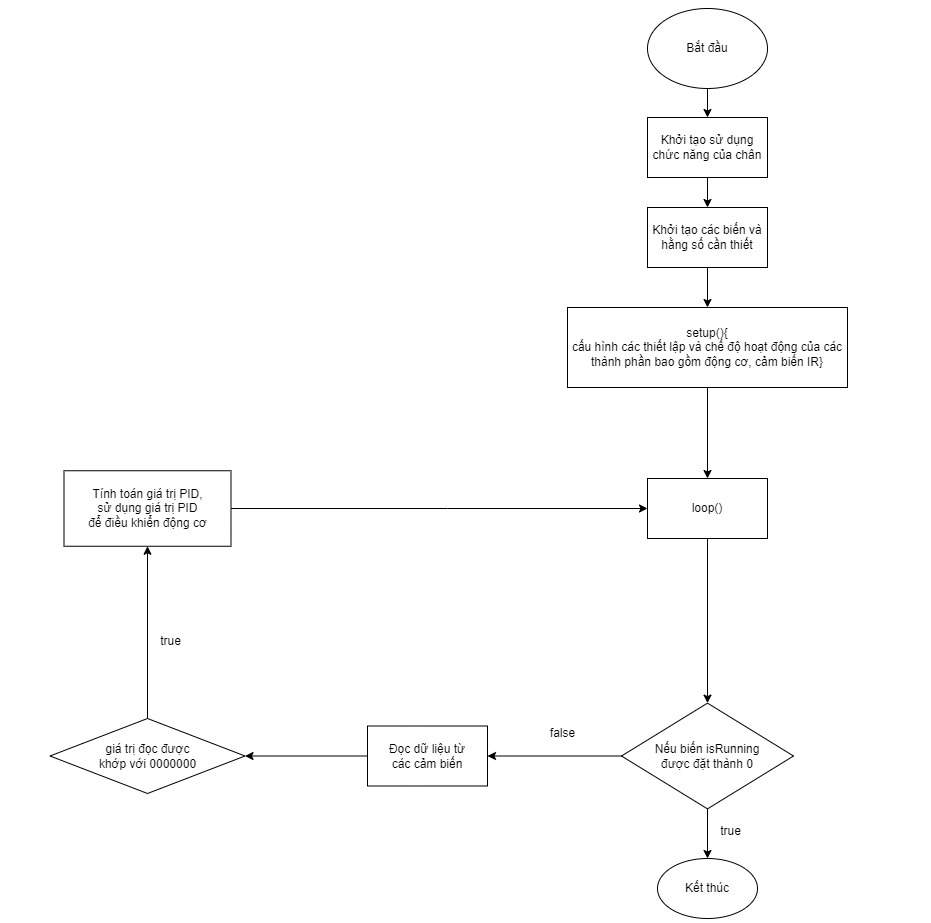 Bắt đầu
Khởi tạo sử dụng
chức năng của chân
Khởi tạo các biến và
hằng số cần thiết
setup(){
cấu hình các thiết lập và chế độ hoạt động của các
thành phần bao gồm động cơ, cảm biến IR}
Tính toán giá trị PID,
sử dụng giá trị PID
để điều khiển động cơ
loop()
true
false
giá trị đọc được
khớp với 0000000
Đọc dữ liệu từ
các cảm biến
Nếu biến isRunning
được đặt thành 0
true
Kết thúc